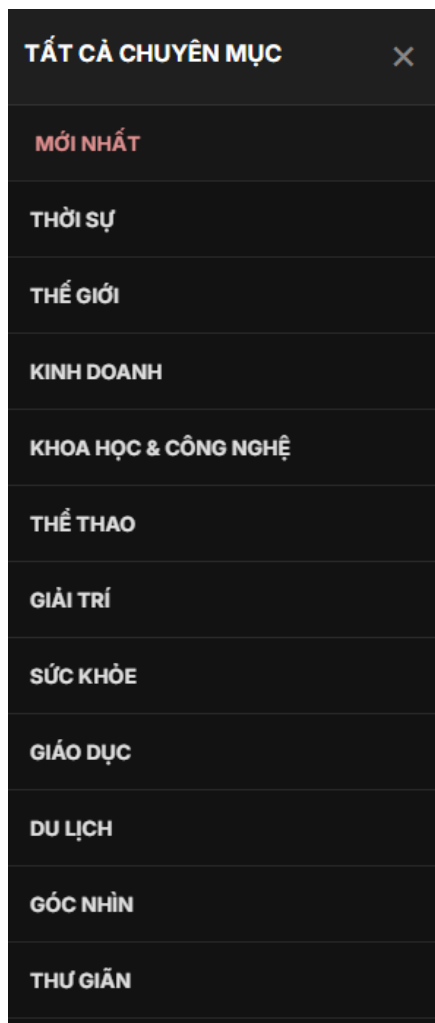 TẤT CẢ CHUYÊN MỤC
MỚI NHẤT
THỜI SỰ
THẾ GIỚI
KINH DOANH
KHOA HỌC & CÔNG NGHỆ
THỂ THAO
GIẢI TRÍ
SỨC KHỎE
GIÁO DỤC
DU LỊCH
GÓC NHÌN
THƯ GIÃN